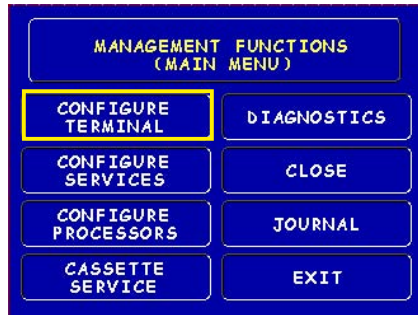 MANAGEMENT FUNCTIONS
(MAIN MENU)
CONFIGURE
TERMINAL
DIAGNOSTICS
CONFIGURE
SERVICES
CLOSE
CONFIGURE
PROCESSORS
JOURNAL
CASSETTE
SERVICE
EXIT